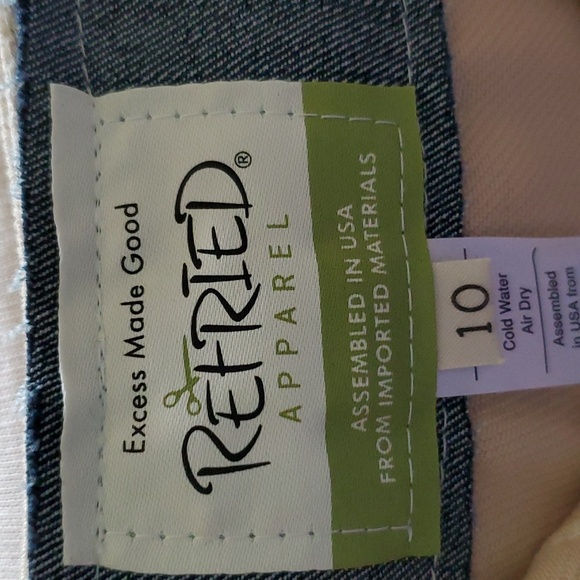 Excess Made Good
REFRIED®
APPAREL
ASSEMBLED IN USA
FROM IMPORTED MATERIALS
10
Cold Water
Air Dry
Assembled
in USA from